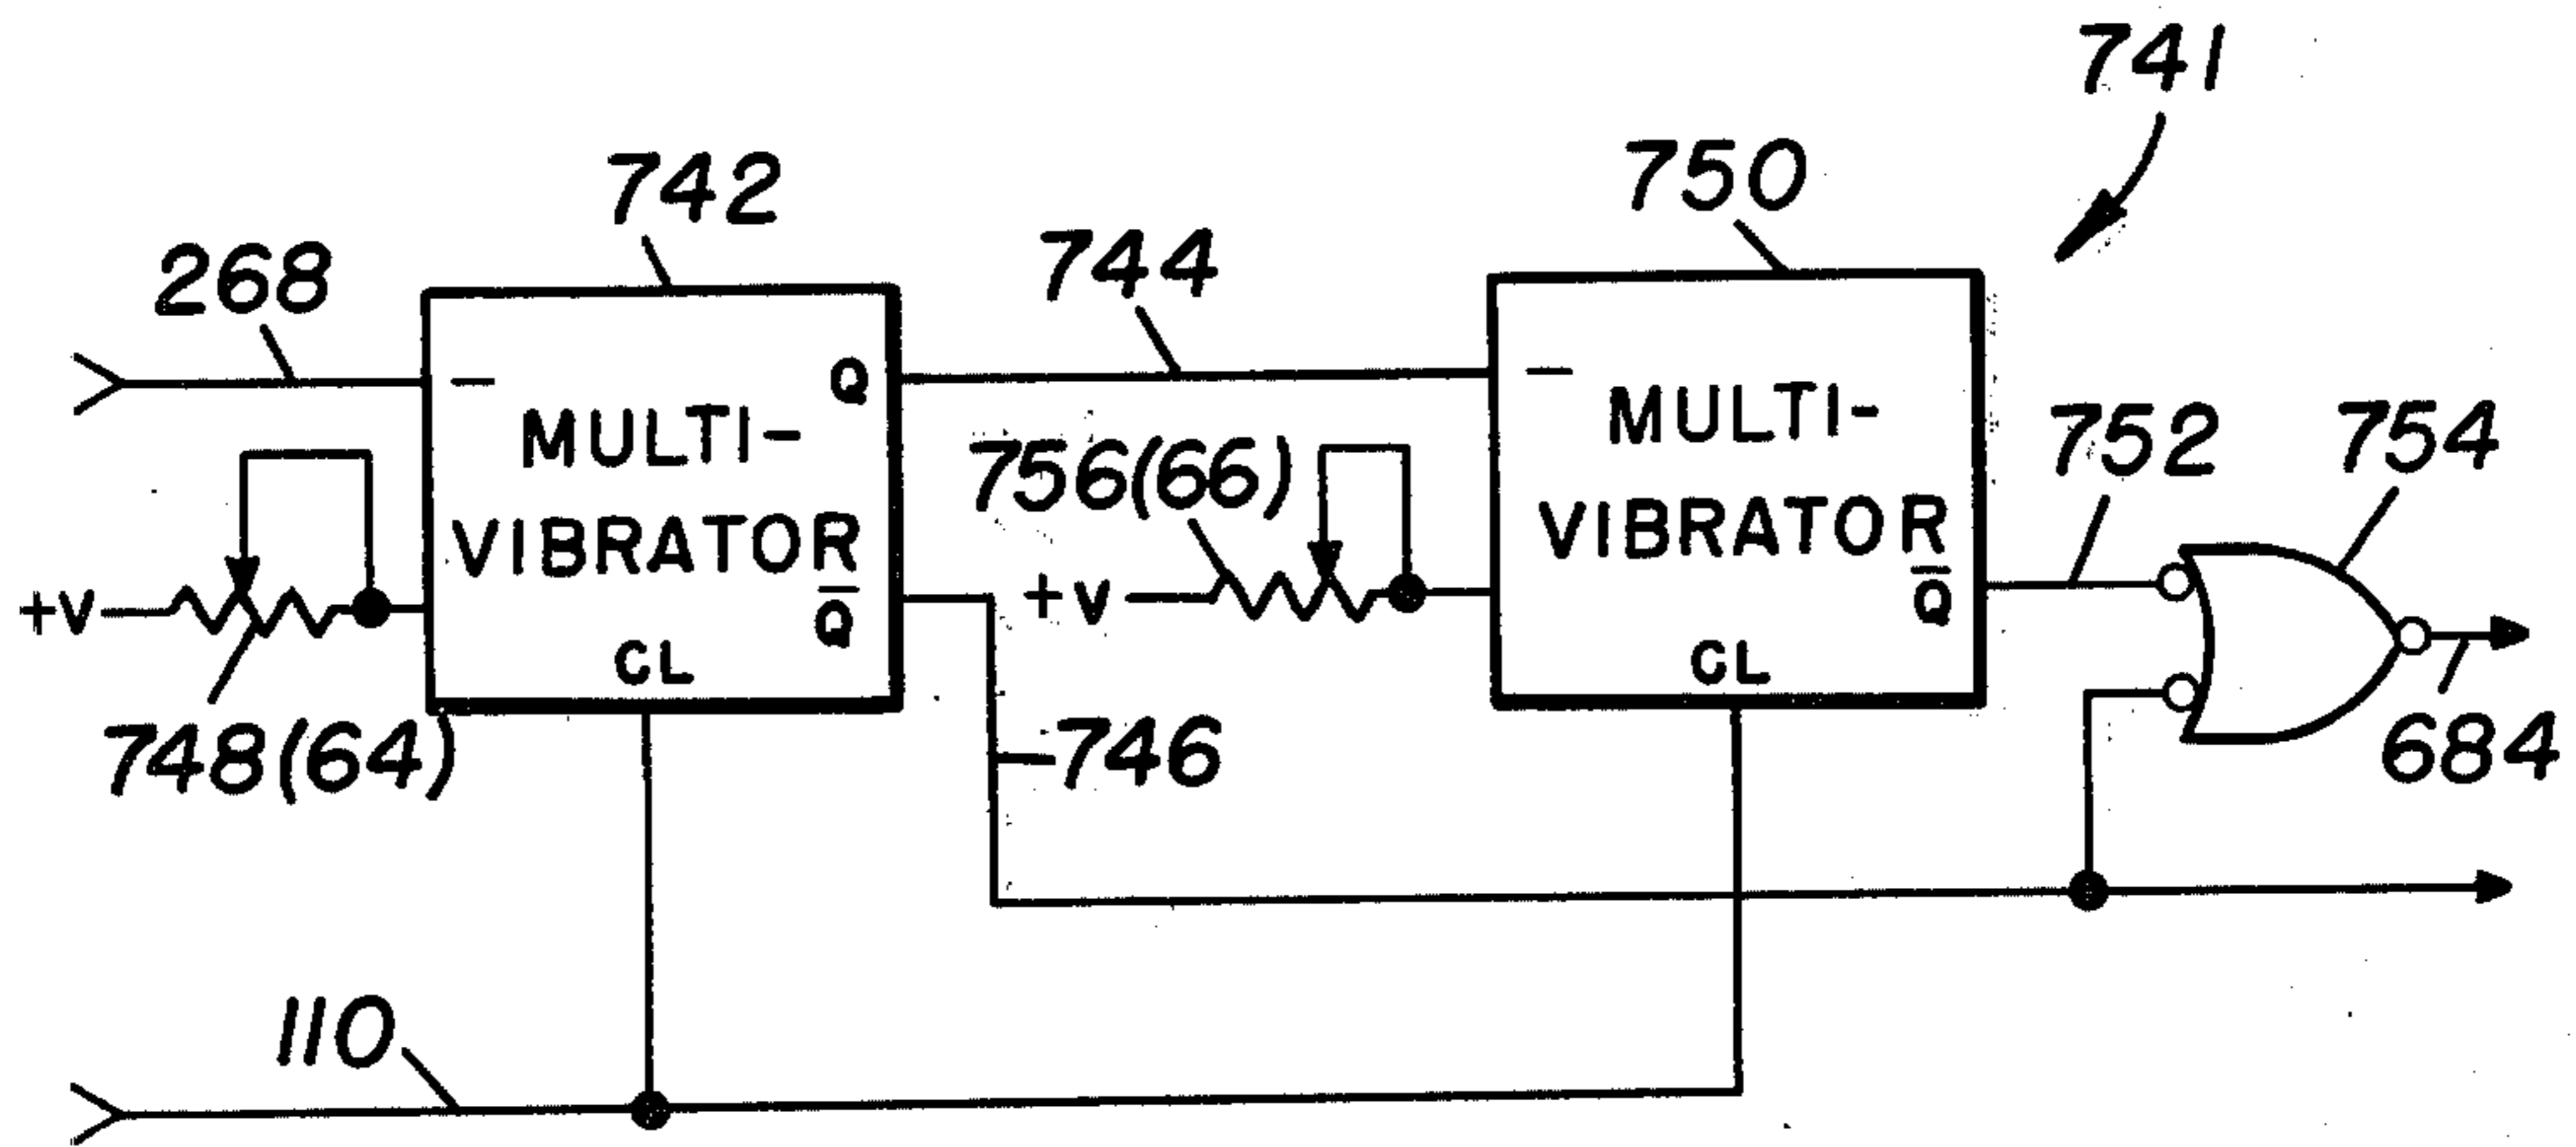 741
742
750
268
744
–
Q
–
MULTI-
VIBRATOR
MULTI-
VIBRATOR
756(66)
752
754
+V
+V
Q̅
Q̅
CL
CL
748(64)
746
684
110